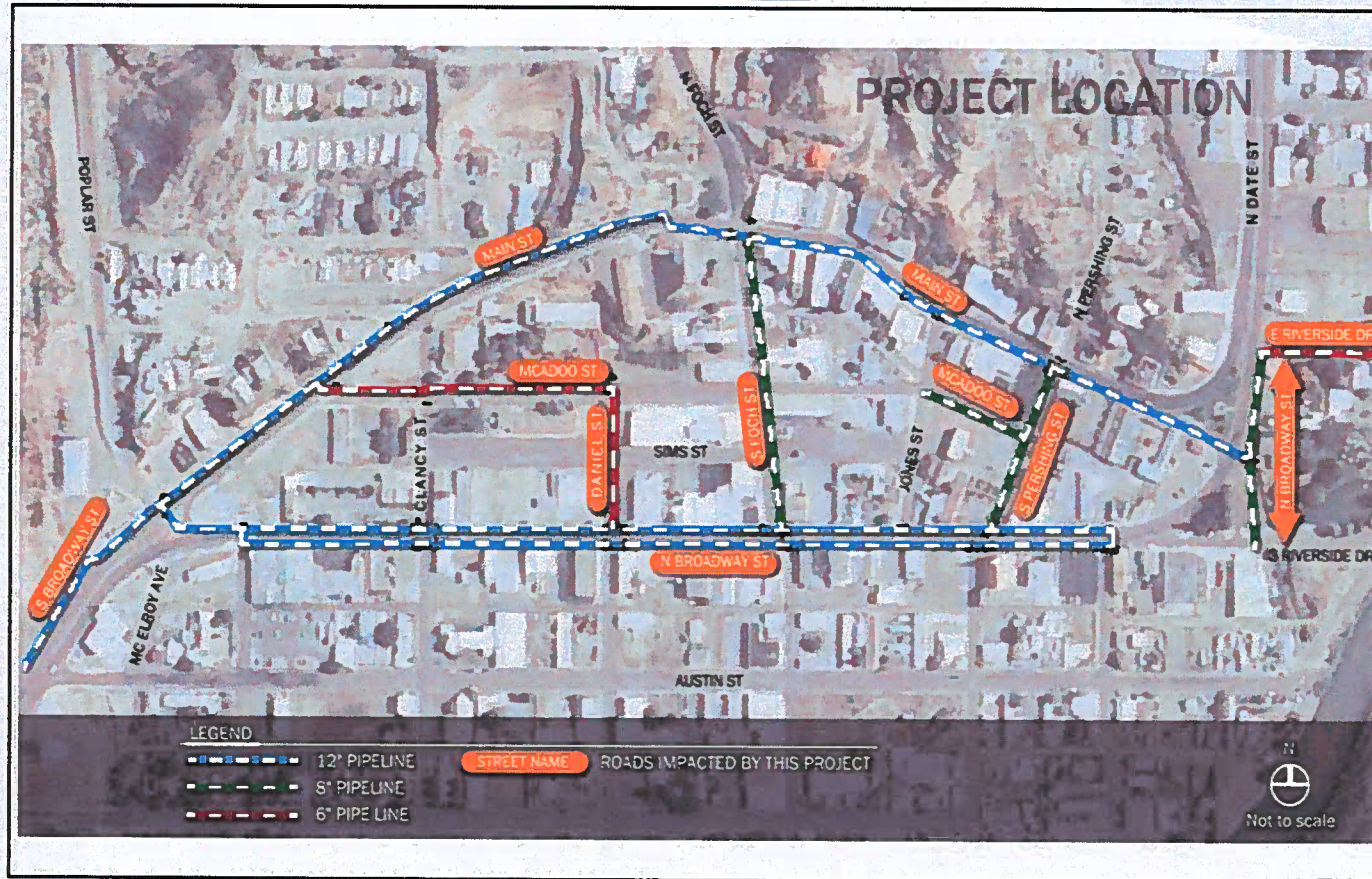 PROJECT LOCATION
N FOCH ST
POPLAR ST
N DATE ST
MAIN ST
MAIN ST
N PERSHING ST
E RIVERSIDE DR
MCADOO ST
MCADOO ST
S FOCH ST
N BROADWAY ST
DANIEL ST
P CLANCY ST
SIMS ST
JONES ST
S PERSHING ST
S BROADWAY ST
N BROADWAY ST
S RIVERSIDE DR
MC ELROY AVE
AUSTIN ST
LEGEND
12" PIPELINE
STREET NAME ROADS IMPACTED BY THIS PROJECT
8" PIPELINE
6" PIPE LINE
N
Not to scale